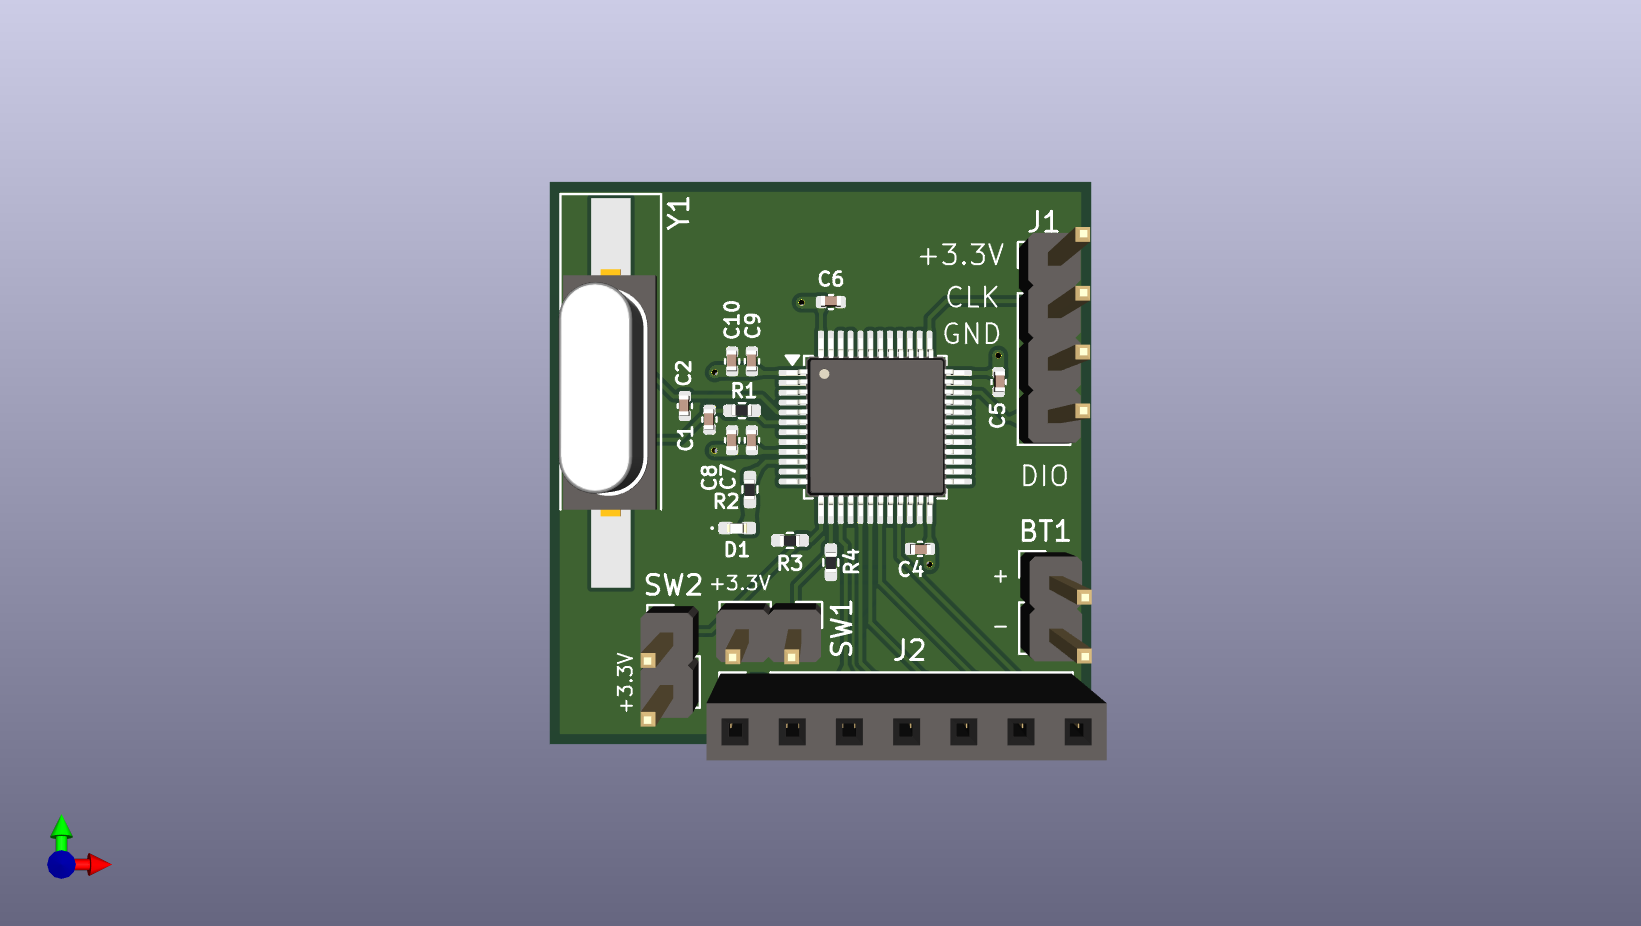 Y1
J1
+3.3V
C6
CLK
C10
C9
GND
C2
R1
C5
C1
C8
C7
DIO
R2
BT1
D1
R3
R4
C4
+
SW2
+3.3V
SW1
-
J2
+3.3V